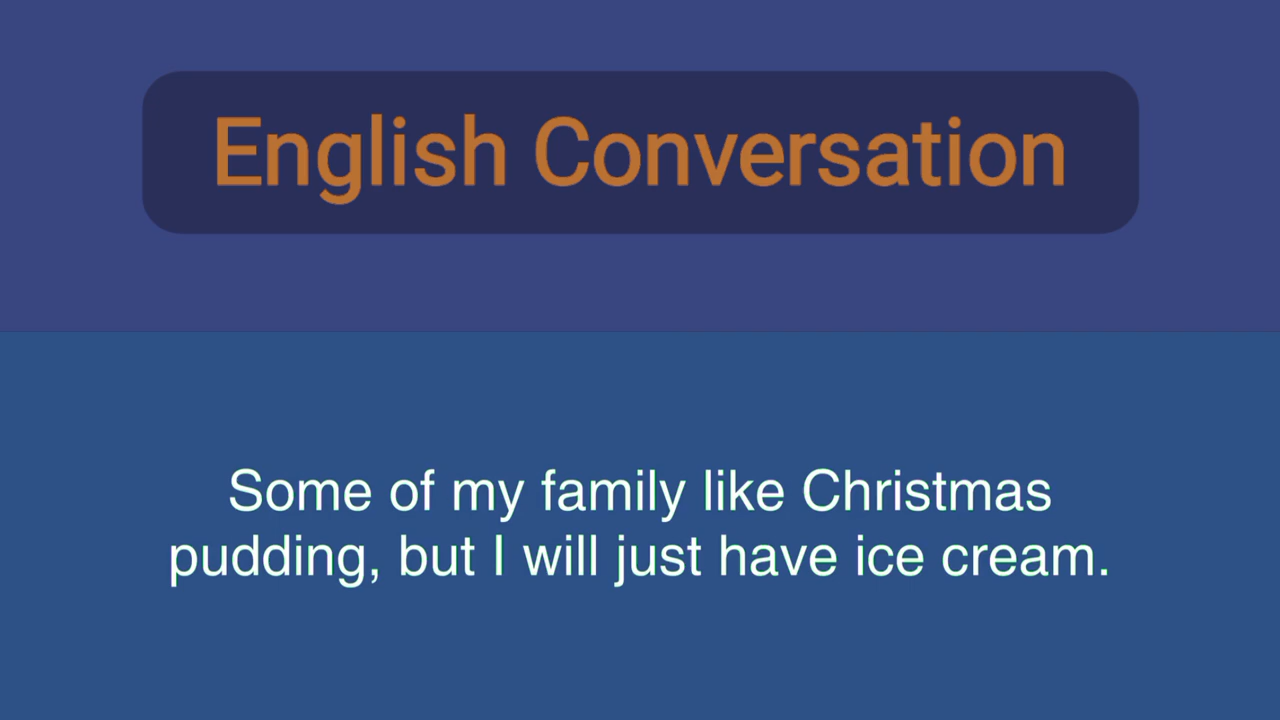 English Conversation
Some of my family like Christmas
pudding, but I will just have ice cream.